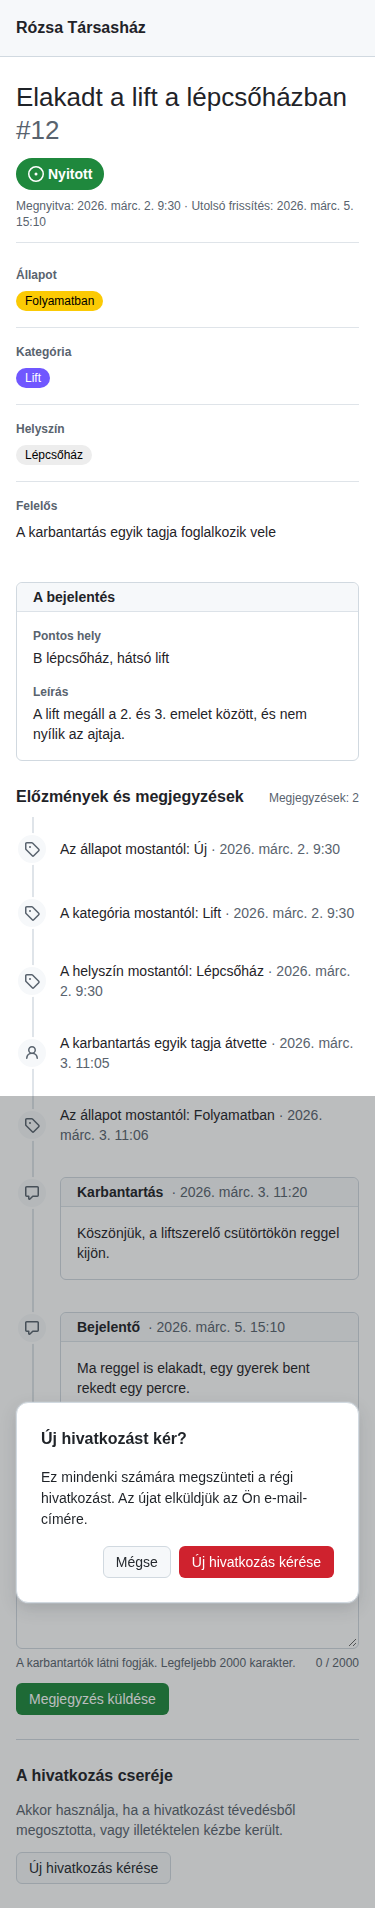 Rózsa Társasház
Elakadt a lift a lépcsőházban
#12
Nyitott
Megnyitva: 2026. márc. 2. 9:30 · Utolsó frissítés: 2026. márc. 5.
15:10
Állapot
Folyamatban
Kategória
Lift
Helyszín
Lépcsőház
Felelős
A karbantartás egyik tagja foglalkozik vele
A bejelentés
Pontos hely
B lépcsőház, hátsó lift
Leírás
A lift megáll a 2. és 3. emelet között, és nem
nyílik az ajtaja.
Előzmények és megjegyzések
Megjegyzések: 2
Az állapot mostantól: Új · 2026. márc. 2. 9:30
A kategória mostantól: Lift · 2026. márc. 2. 9:30
A helyszín mostantól: Lépcsőház · 2026. márc.
2. 9:30
A karbantartás egyik tagja átvette · 2026. márc.
3. 11:05
Az állapot mostantól: Folyamatban · 2026.
márc. 3. 11:06
Karbantartás · 2026. márc. 3. 11:20
Köszönjük, a liftszerelő csütörtökön reggel
kijön.
Bejelentő · 2026. márc. 5. 15:10
Ma reggel is elakadt, egy gyerek bent
rekedt egy percre.
Új hivatkozást kér?
Ez mindenki számára megszünteti a régi
hivatkozást. Az újat elküldjük az Ön e-mail-
címére.
Mégse
Új hivatkozás kérése
A karbantartók látni fogják. Legfeljebb 2000 karakter.
0 / 2000
Megjegyzés küldése
A hivatkozás cseréje
Akkor használja, ha a hivatkozást tévedésből
megosztotta, vagy illetéktelen kézbe került.
Új hivatkozás kérése